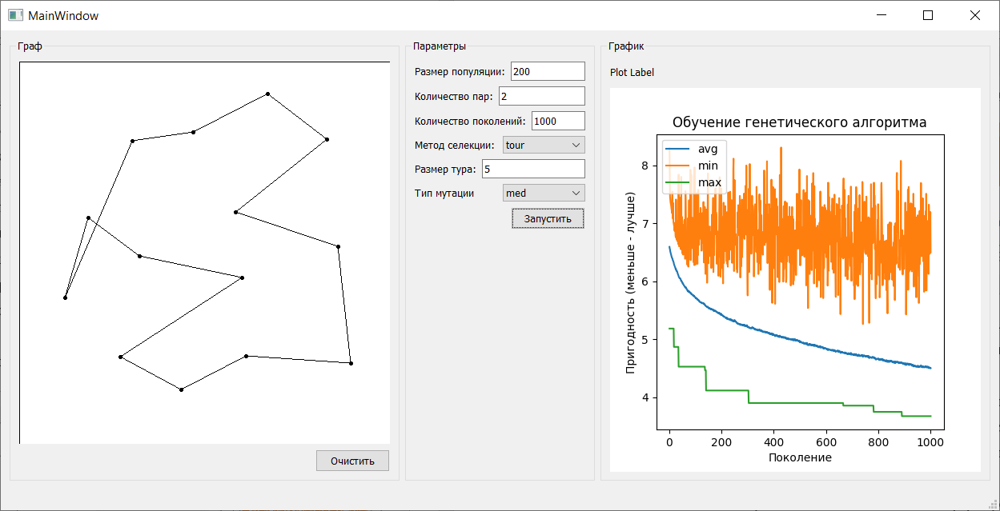 MainWindow
Граф
Очистить
Параметры
Размер популяции: 200
Количество пар: 2
Количество поколений: 1000
Метод селекции: tour
Размер тура: 5
Тип мутации med
Запустить
График
Plot Label
Обучение генетического алгоритма
avg
min
max
Пригодность (меньше - лучше)
8
7
6
5
4
0 200 400 600 800 1000
Поколение